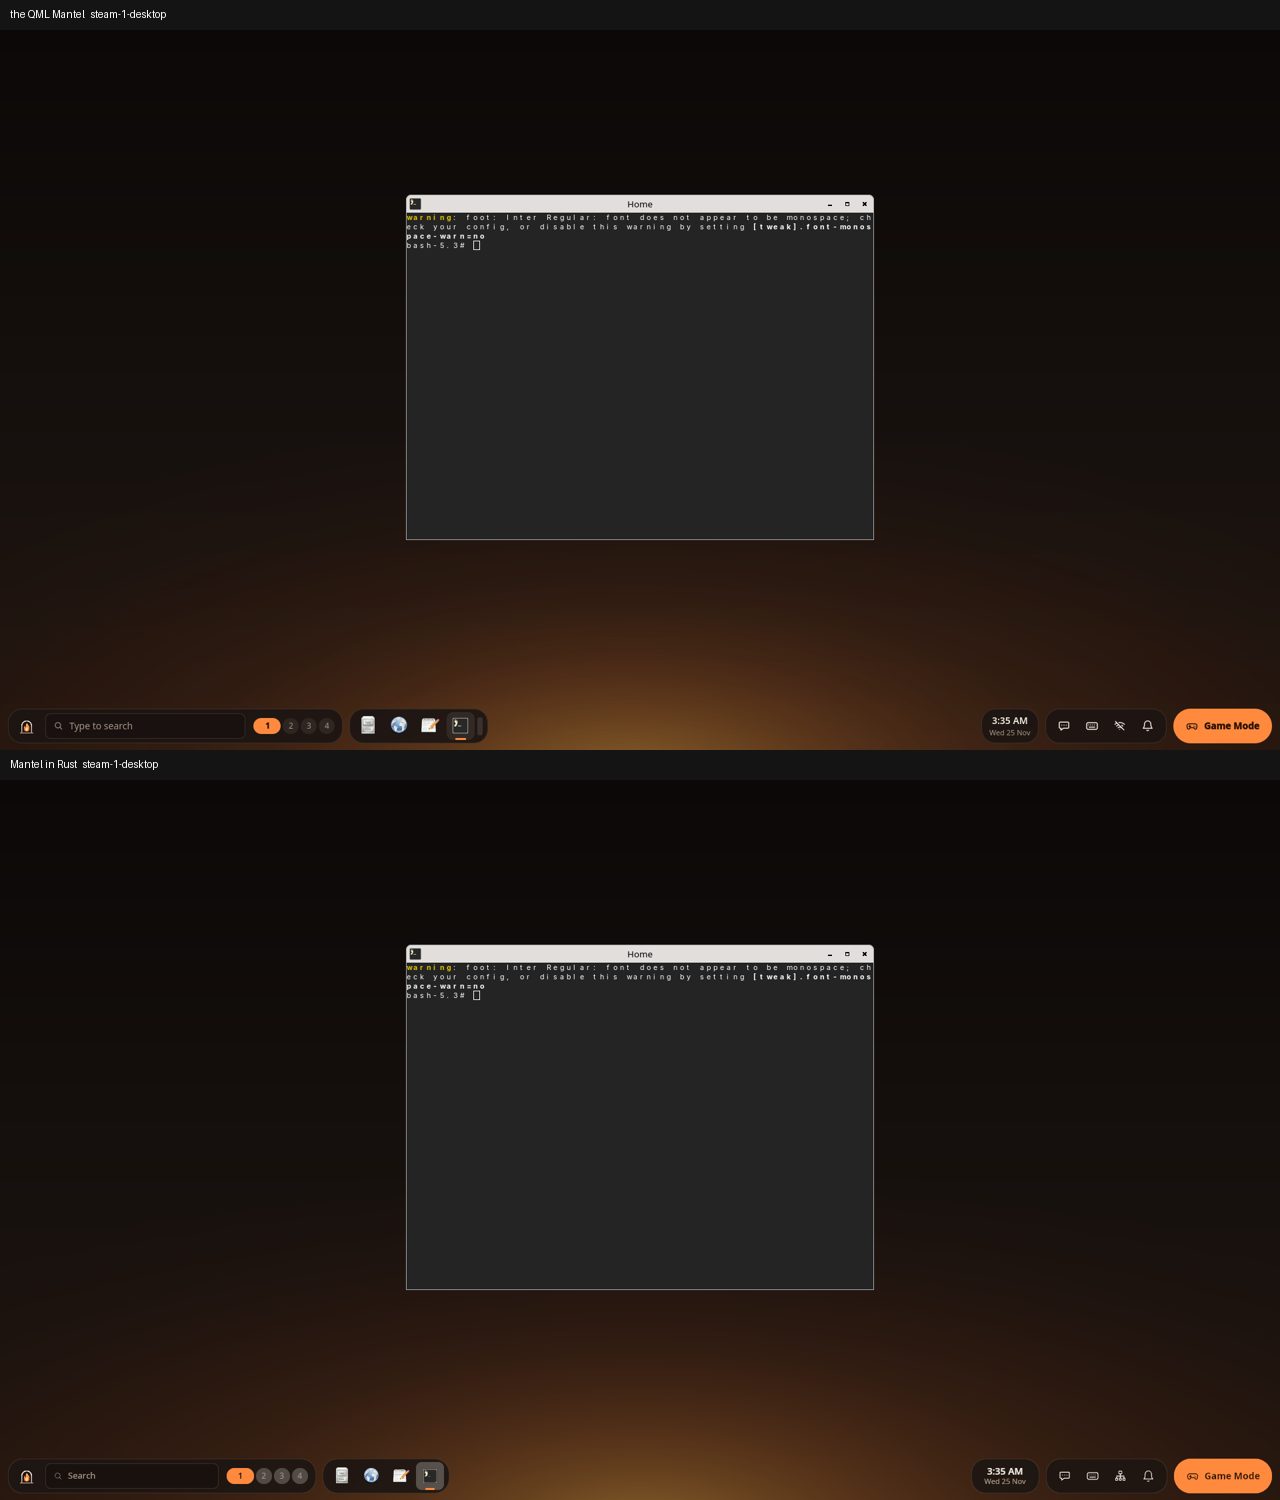 the QML Mantel steam-1-desktop
Home
warning: foot: Inter Regular: font does not appear to be monospace; ch
eck your config, or disable this warning by setting [tweak].font-monos
pace-warn=no
bash-5.3#
Type to search
1 2 3 4
3:35 AM
Wed 25 Nov
Game Mode
Mantel in Rust steam-1-desktop
Home
warning: foot: Inter Regular: font does not appear to be monospace; ch
eck your config, or disable this warning by setting [tweak].font-monos
pace-warn=no
bash-5.3#
Search
1 2 3 4
3:35 AM
Wed 25 Nov
Game Mode